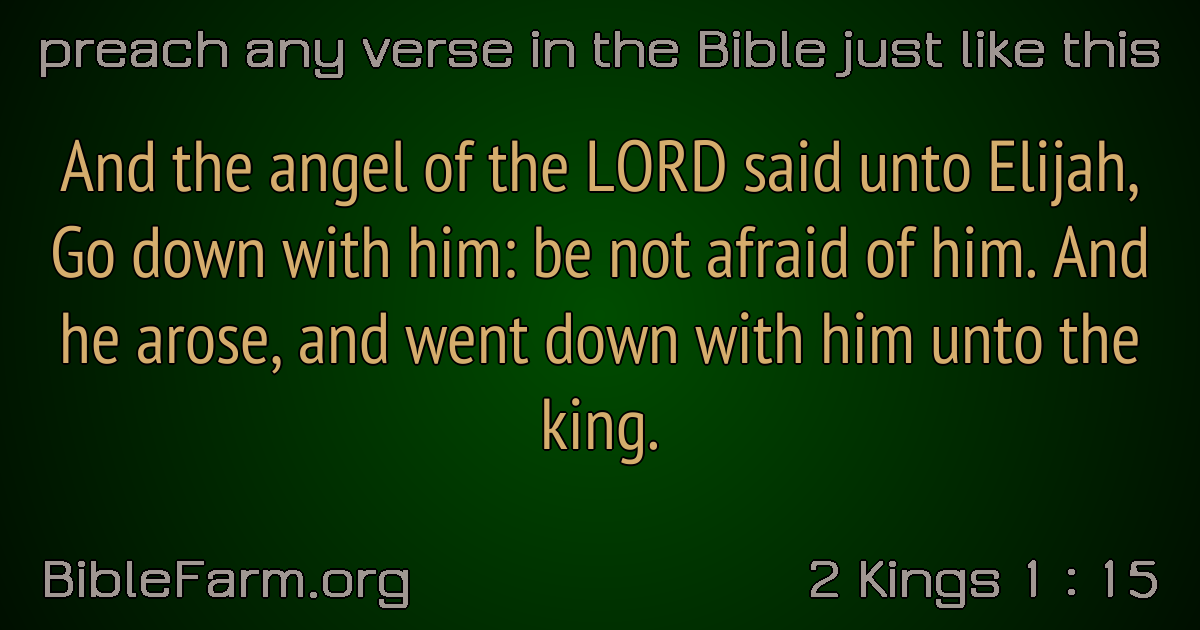 preach any verse in the Bible just like this
And the angel of the LORD said unto Elijah,
Go down with him: be not afraid of him. And
he arose, and went down with him unto the
king.
BibleFarm.org
2 Kings 1 : 15